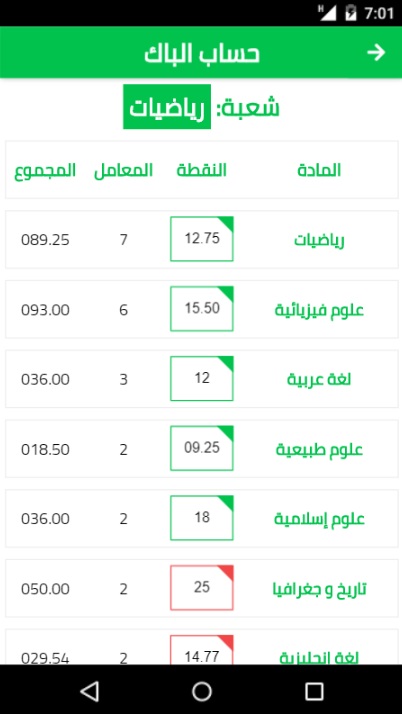 7:01
حساب الباك
شعبة: رياضيات
المادة النقطة المعامل المجموع
رياضيات 12.75 7 089.25
علوم فيزيائية 15.50 6 093.00
لغة عربية 12 3 036.00
علوم طبيعية 09.25 2 018.50
علوم إسلامية 18 2 036.00
تاريخ و جغرافيا 25 2 050.00
لغة إنجليزية 14.77 2 029.54